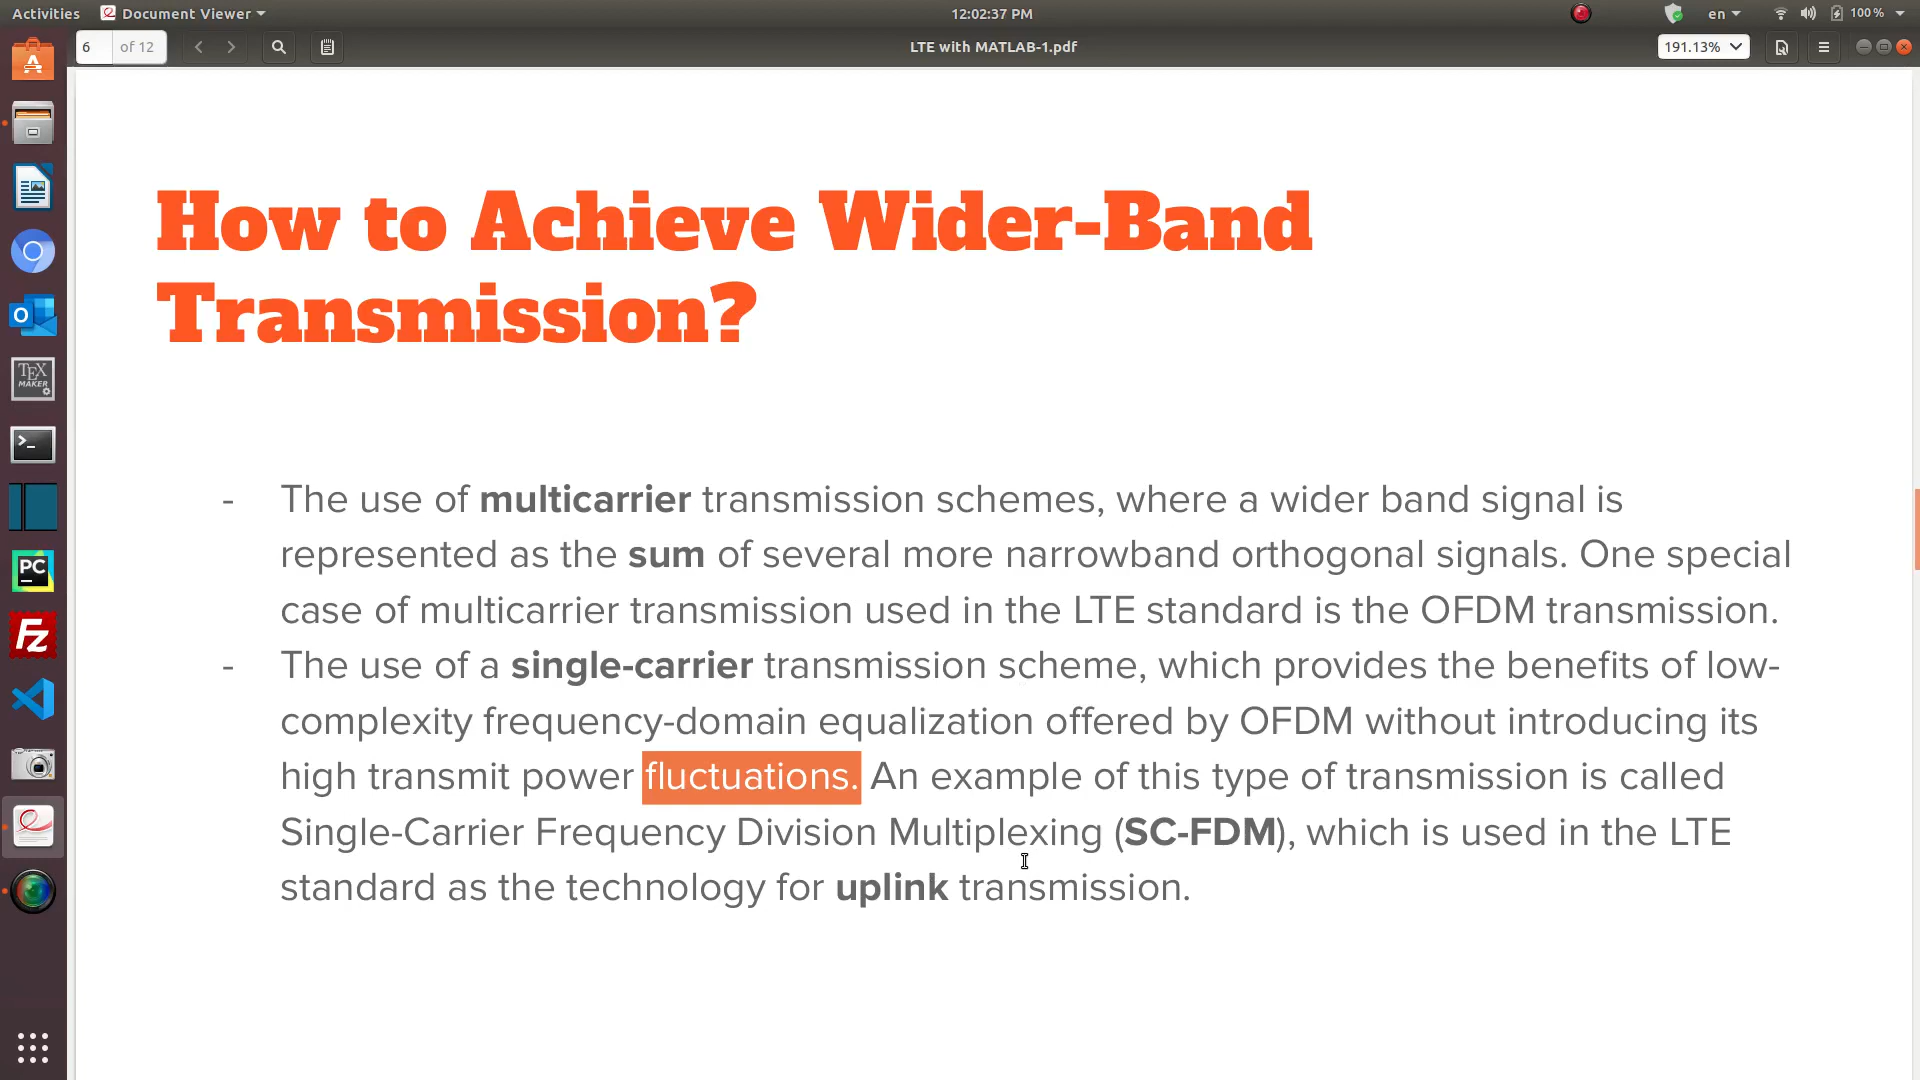 Activities Document Viewer 12:02:37 PM en 100%
6 of 12 LTE with MATLAB-1.pdf 191.13%
How to Achieve Wider-Band
Transmission?
- The use of multicarrier transmission schemes, where a wider band signal is
represented as the sum of several more narrowband orthogonal signals. One special
case of multicarrier transmission used in the LTE standard is the OFDM transmission.
- The use of a single-carrier transmission scheme, which provides the benefits of low-
complexity frequency-domain equalization offered by OFDM without introducing its
high transmit power fluctuations. An example of this type of transmission is called
Single-Carrier Frequency Division Multiplexing (SC-FDM), which is used in the LTE
standard as the technology for uplink transmission.
A
O
TEX
MAKER
>_
PC
FZ